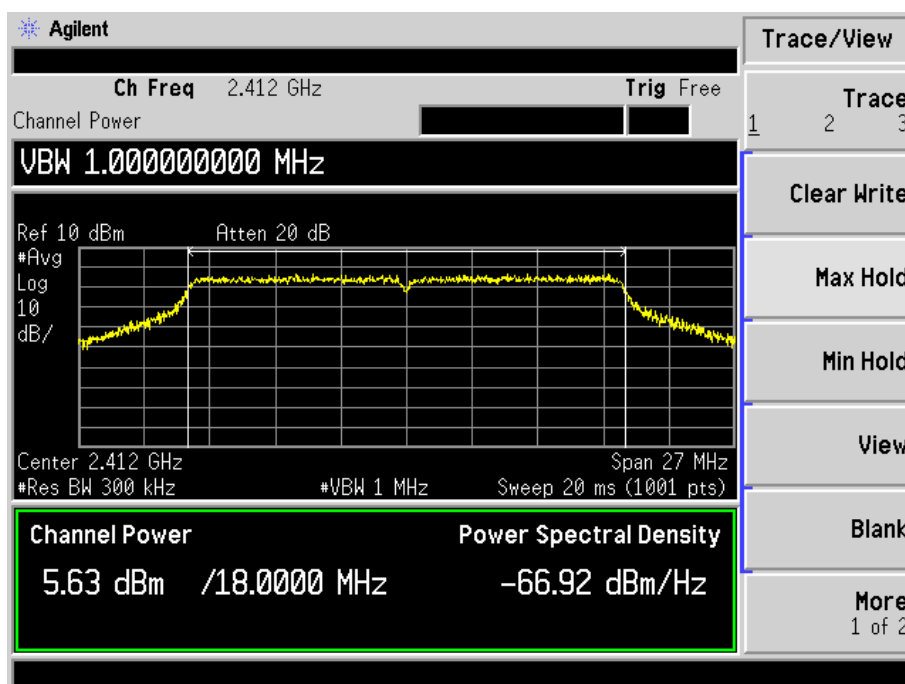 Agilent
Trace/View
Ch Freq 2.412 GHz Trig Free
Channel Power
Trace
1 2 3
VBW 1.000000000 MHz
Clear Write
Ref 10 dBm Atten 20 dB
#Avg
Log
10
dB/
Max Hold
Min Hold
View
Center 2.412 GHz Span 27 MHz
#Res BW 300 kHz #VBW 1 MHz Sweep 20 ms (1001 pts)
Blank
Channel Power Power Spectral Density
5.63 dBm /18.0000 MHz -66.92 dBm/Hz
More
1 of 2